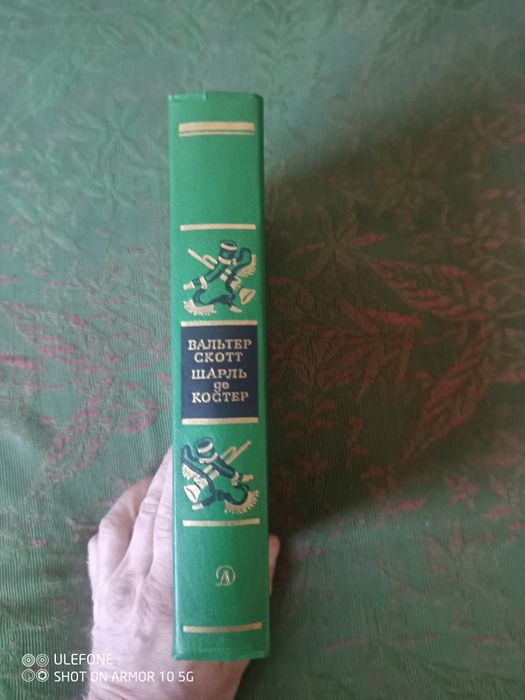 ВАЛЬТЕР
СКОТТ
ШАРЛЬ
де
КОСТЕР
ULEFONE
SHOT ON ARMOR 10 5G